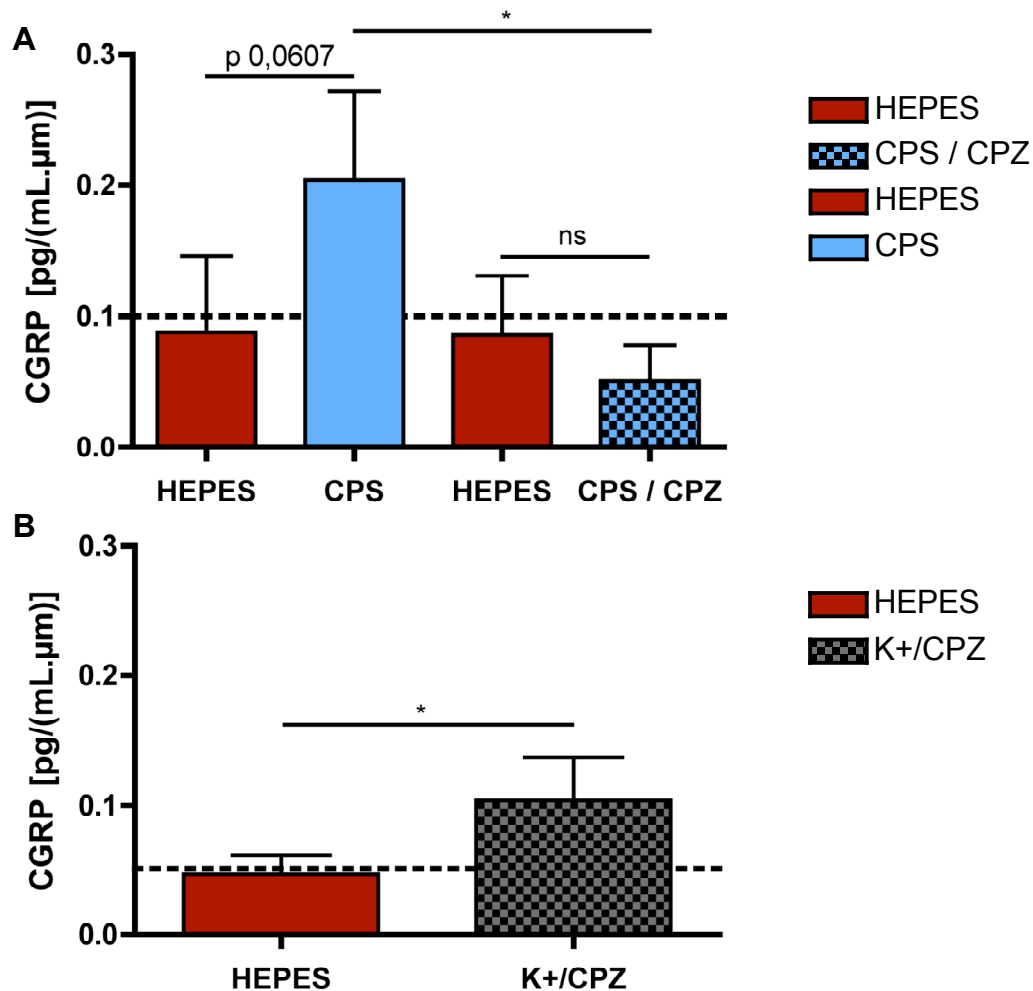 A
*
p 0,0607
ns
CGRP [pg/(mL.µm)]
0.3
0.2
0.1
0.0
HEPES
CPS
HEPES
CPS / CPZ
HEPES
CPS / CPZ
HEPES
CPS
B
*
CGRP [pg/(mL.µm)]
0.3
0.2
0.1
0.0
HEPES
K+/CPZ
HEPES
K+/CPZ